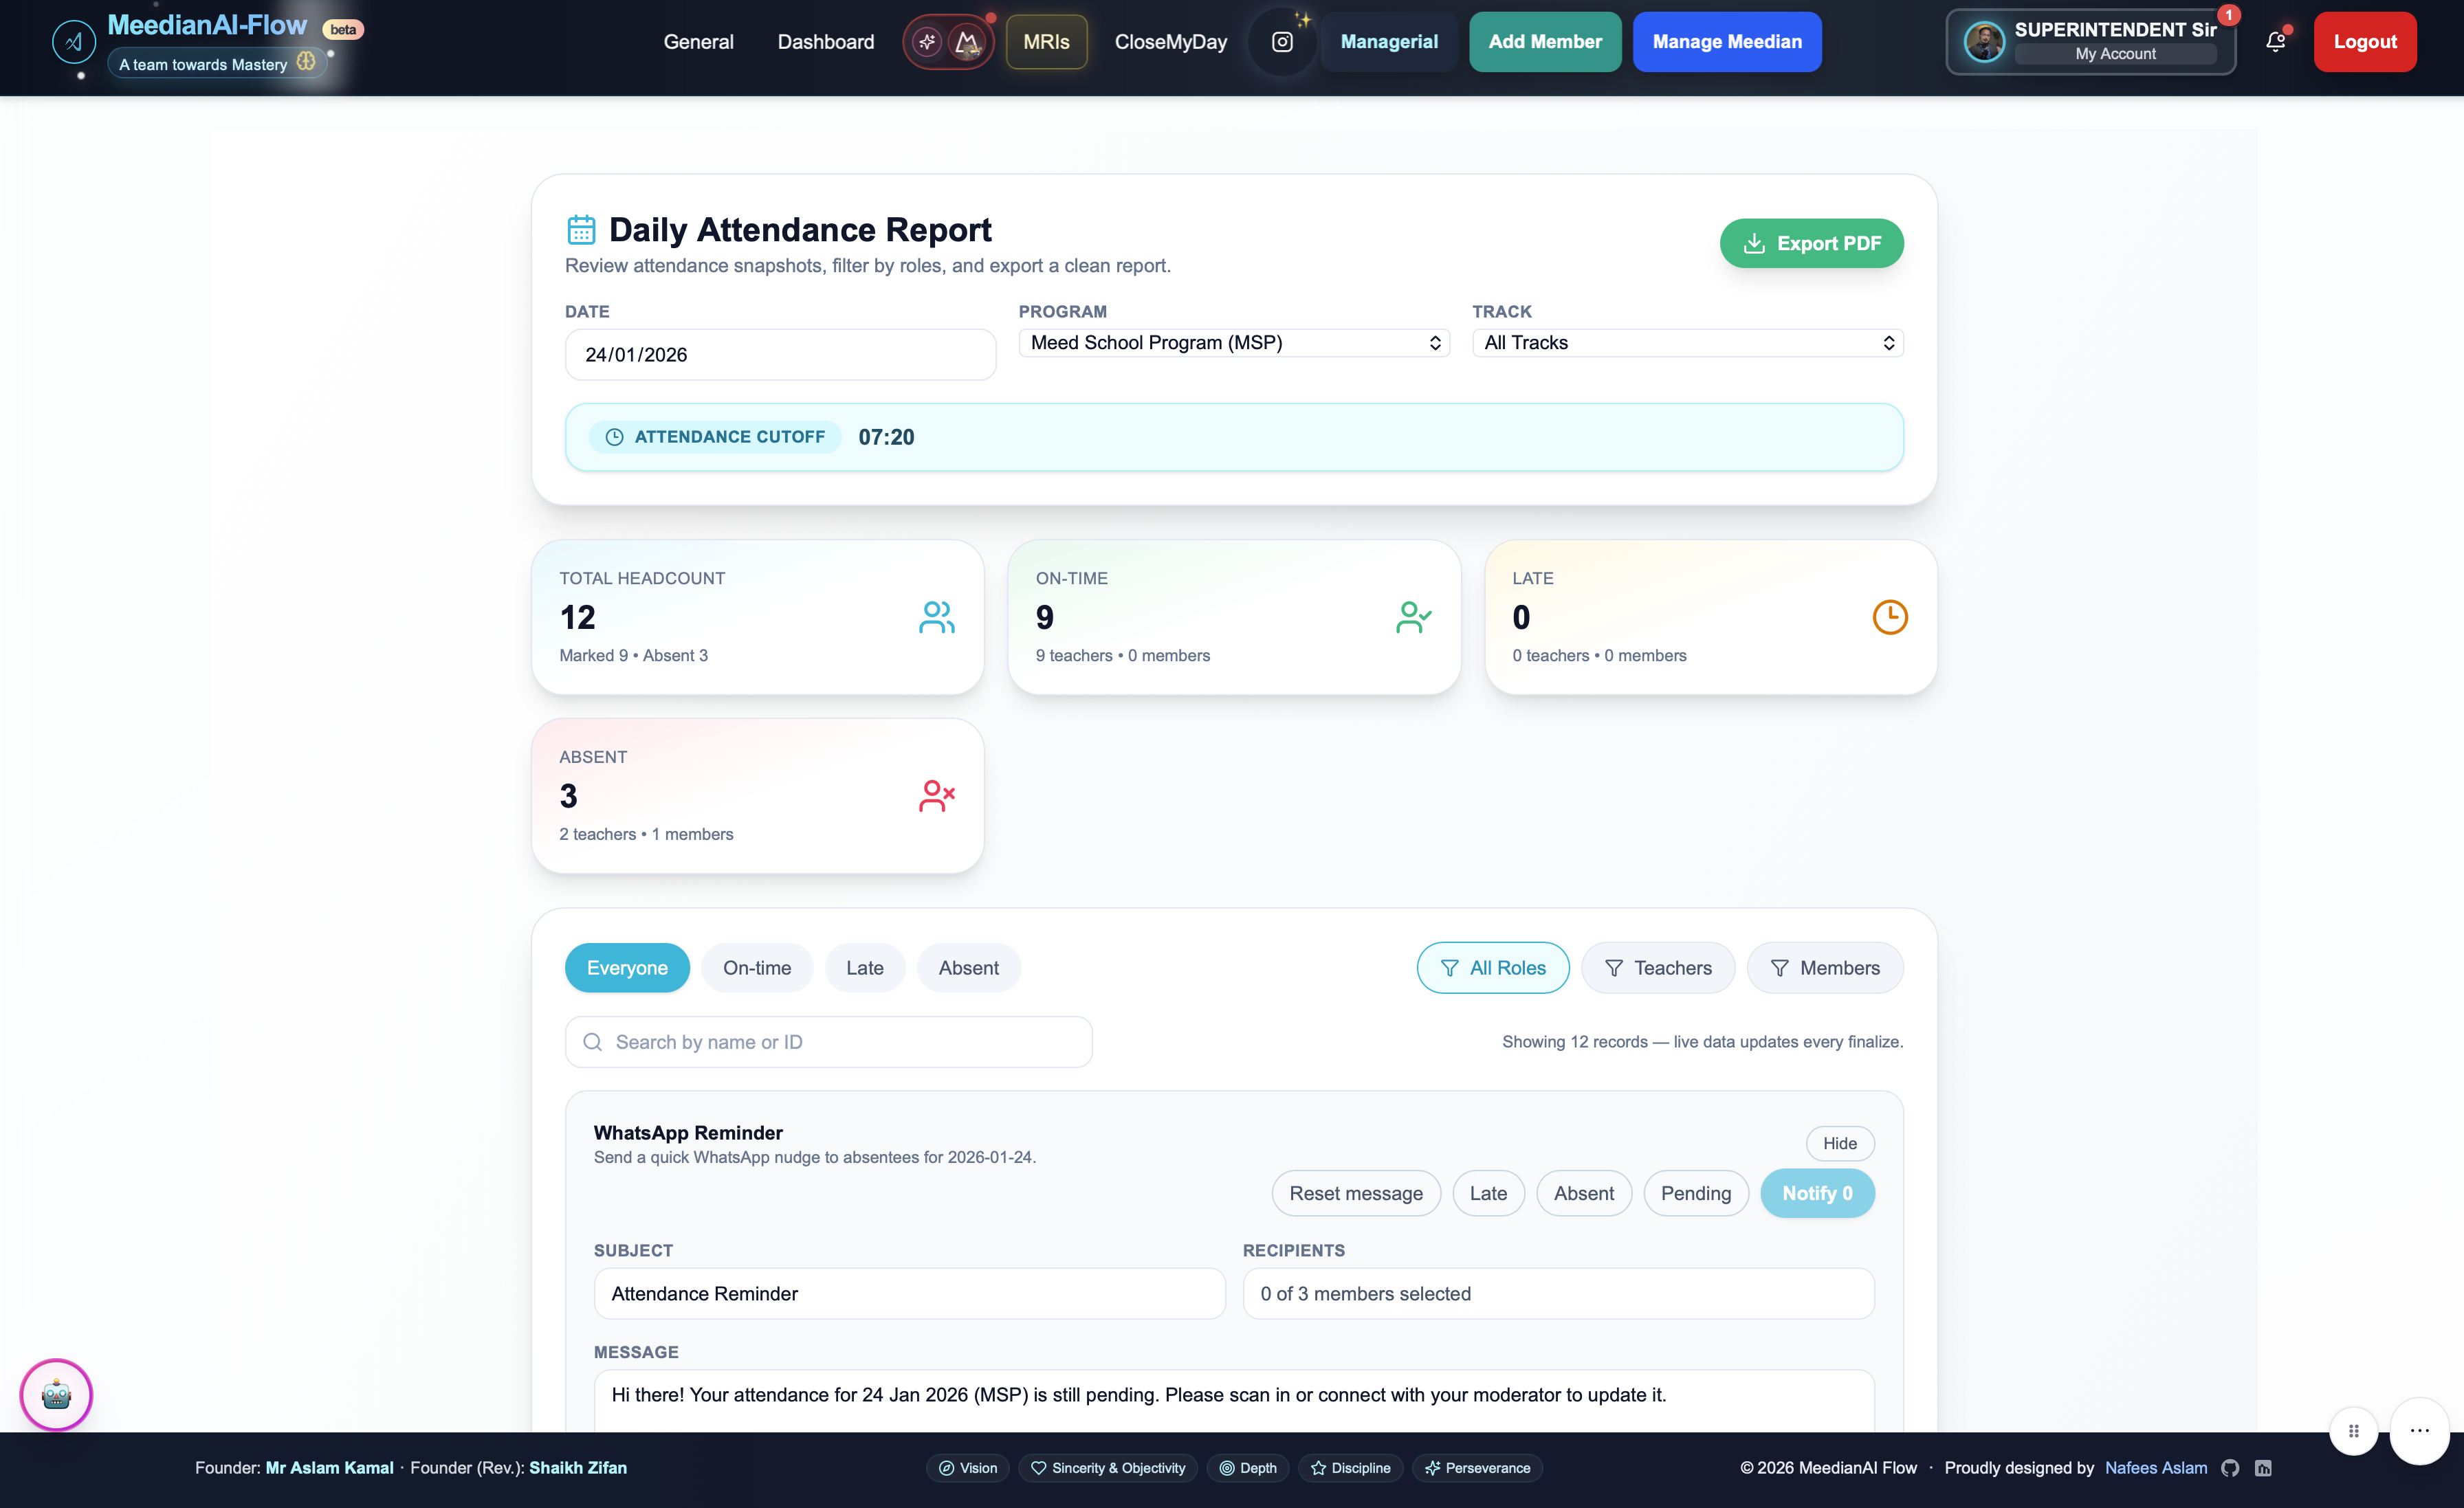 MeedianAI-Flow beta
A team towards Mastery
General
Dashboard
MRIs
CloseMyDay
Managerial
Add Member
Manage Meedian
SUPERINTENDENT Sir
My Account
1
Logout
Daily Attendance Report
Review attendance snapshots, filter by roles, and export a clean report.
Export PDF
DATE
PROGRAM
TRACK
24/01/2026
Meed School Program (MSP)
All Tracks
ATTENDANCE CUTOFF 07:20
TOTAL HEADCOUNT
12
Marked 9 • Absent 3
ON-TIME
9
9 teachers • 0 members
LATE
0
0 teachers • 0 members
ABSENT
3
2 teachers • 1 members
Everyone
On-time
Late
Absent
All Roles
Teachers
Members
Search by name or ID
Showing 12 records — live data updates every finalize.
WhatsApp Reminder
Send a quick WhatsApp nudge to absentees for 2026-01-24.
Hide
Reset message
Late
Absent
Pending
Notify 0
SUBJECT
RECIPIENTS
Attendance Reminder
0 of 3 members selected
MESSAGE
Hi there! Your attendance for 24 Jan 2026 (MSP) is still pending. Please scan in or connect with your moderator to update it.
Founder: Mr Aslam Kamal · Founder (Rev.): Shaikh Zifan
Vision
Sincerity & Objectivity
Depth
Discipline
Perseverance
© 2026 MeedianAI Flow · Proudly designed by Nafees Aslam